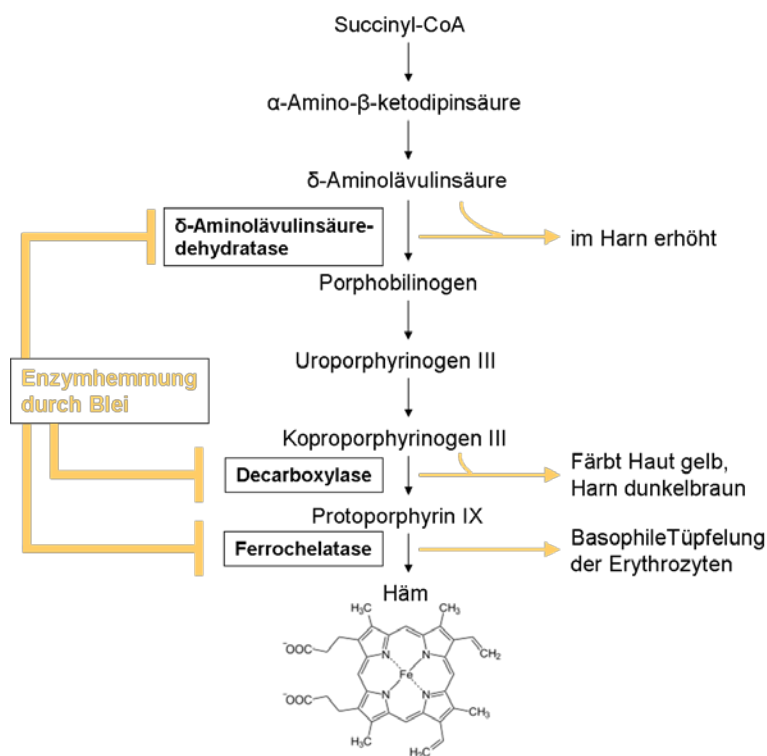 Succinyl-CoA
α-Amino-β-ketodipinsäure
δ-Aminolävulinsäure
δ-Aminolävulinsäure-
dehydratase
im Harn erhöht
Porphobilinogen
Uroporphyrinogen III
Enzymhemmung
durch Blei
Koproporphyrinogen III
Decarboxylase
Färbt Haut gelb,
Harn dunkelbraun
Protoporphyrin IX
Ferrochelatase
BasophileTüpfelung
der Erythrozyten
Häm
H₃C
CH₃
⁻OOC
N
N
CH₂
Fe
⁻OOC
N
N
CH₃
H₃C
H₂C